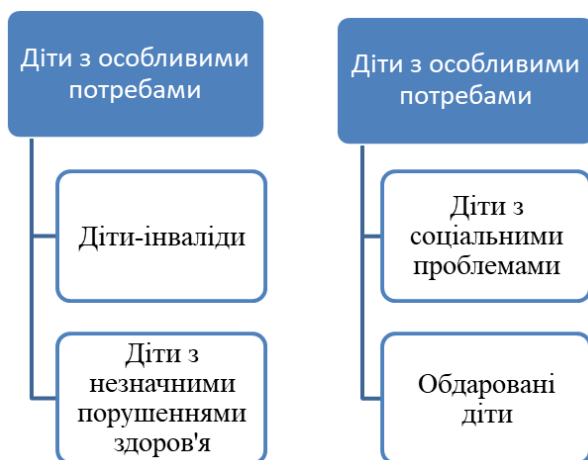 Діти з особливими
потребами
Діти-інваліди
Діти з
незначними
порушеннями
здоров'я
Діти з особливими
потребами
Діти з
соціальними
проблемами
Обдаровані
діти